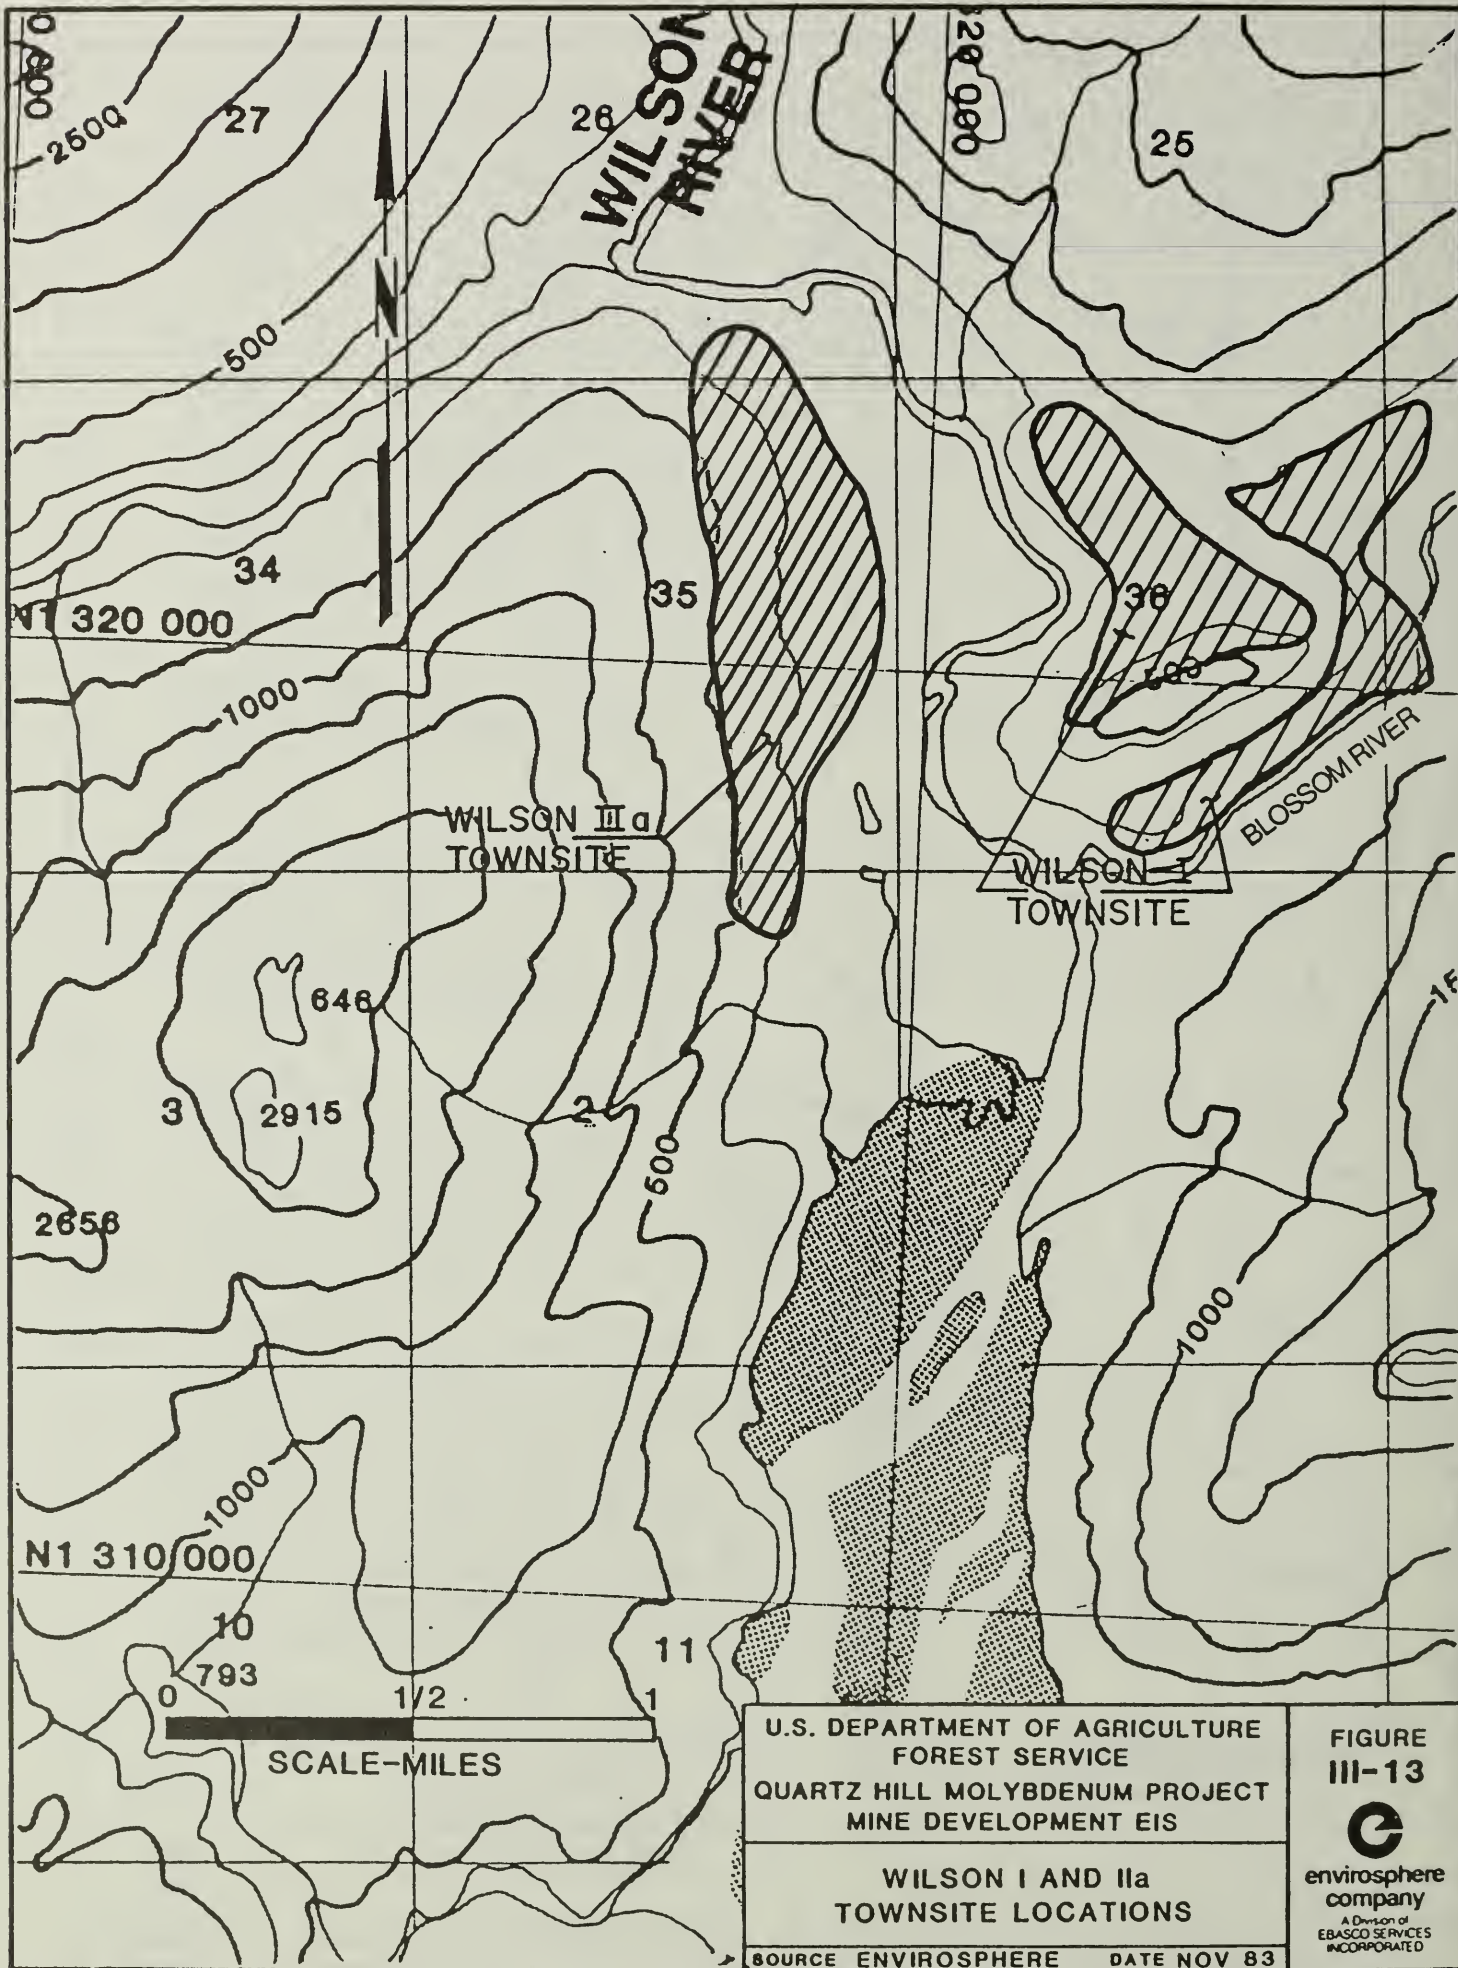 WILSON
RIVER
27
26
25
2500
N
500
34
35
36
N1 320 000
1000
500
BLOSSOM RIVER
WILSON IIa
TOWNSITE
WILSON I
TOWNSITE
646
3
2915
2
500
2656
1000
1000
N1 310 000
10
793
11
0 1/2 1
SCALE-MILES
U.S. DEPARTMENT OF AGRICULTURE
FOREST SERVICE
QUARTZ HILL MOLYBDENUM PROJECT
MINE DEVELOPMENT EIS
WILSON I AND IIa
TOWNSITE LOCATIONS
SOURCE ENVIROSPHERE DATE NOV 83
FIGURE
III-13
e
envirosphere
company
A Division of
EBASCO SERVICES
INCORPORATED